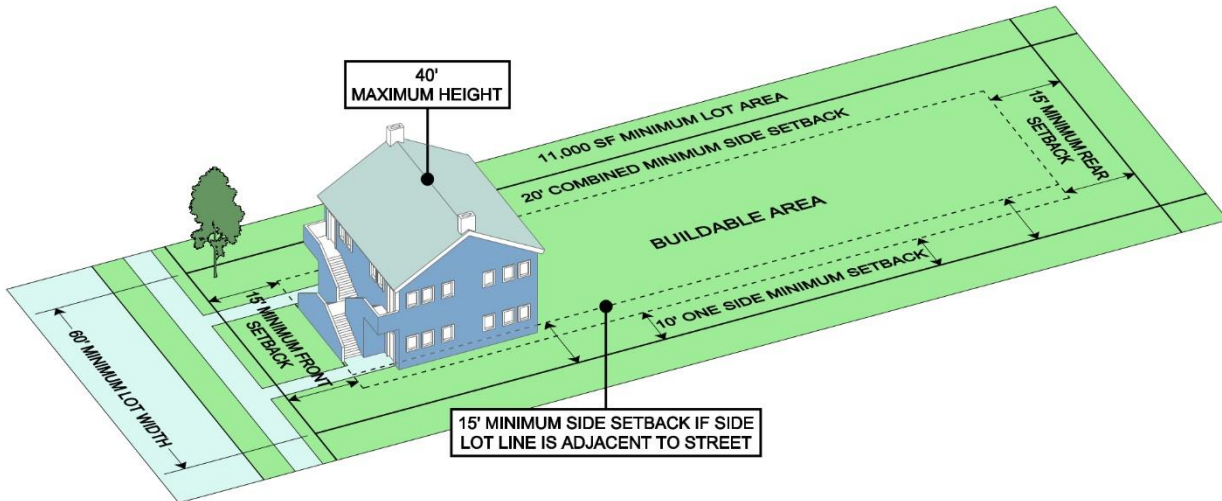 40'
MAXIMUM HEIGHT
11.000 SF MINIMUM LOT AREA
20' COMBINED MINIMUM SIDE SETBACK
15' MINIMUM REAR
SETBACK
BUILDABLE AREA
10' ONE SIDE MINIMUM SETBACK
15' MINIMUM FRONT
SETBACK
60' MINIMUM LOT WIDTH
15' MINIMUM SIDE SETBACK IF SIDE
LOT LINE IS ADJACENT TO STREET